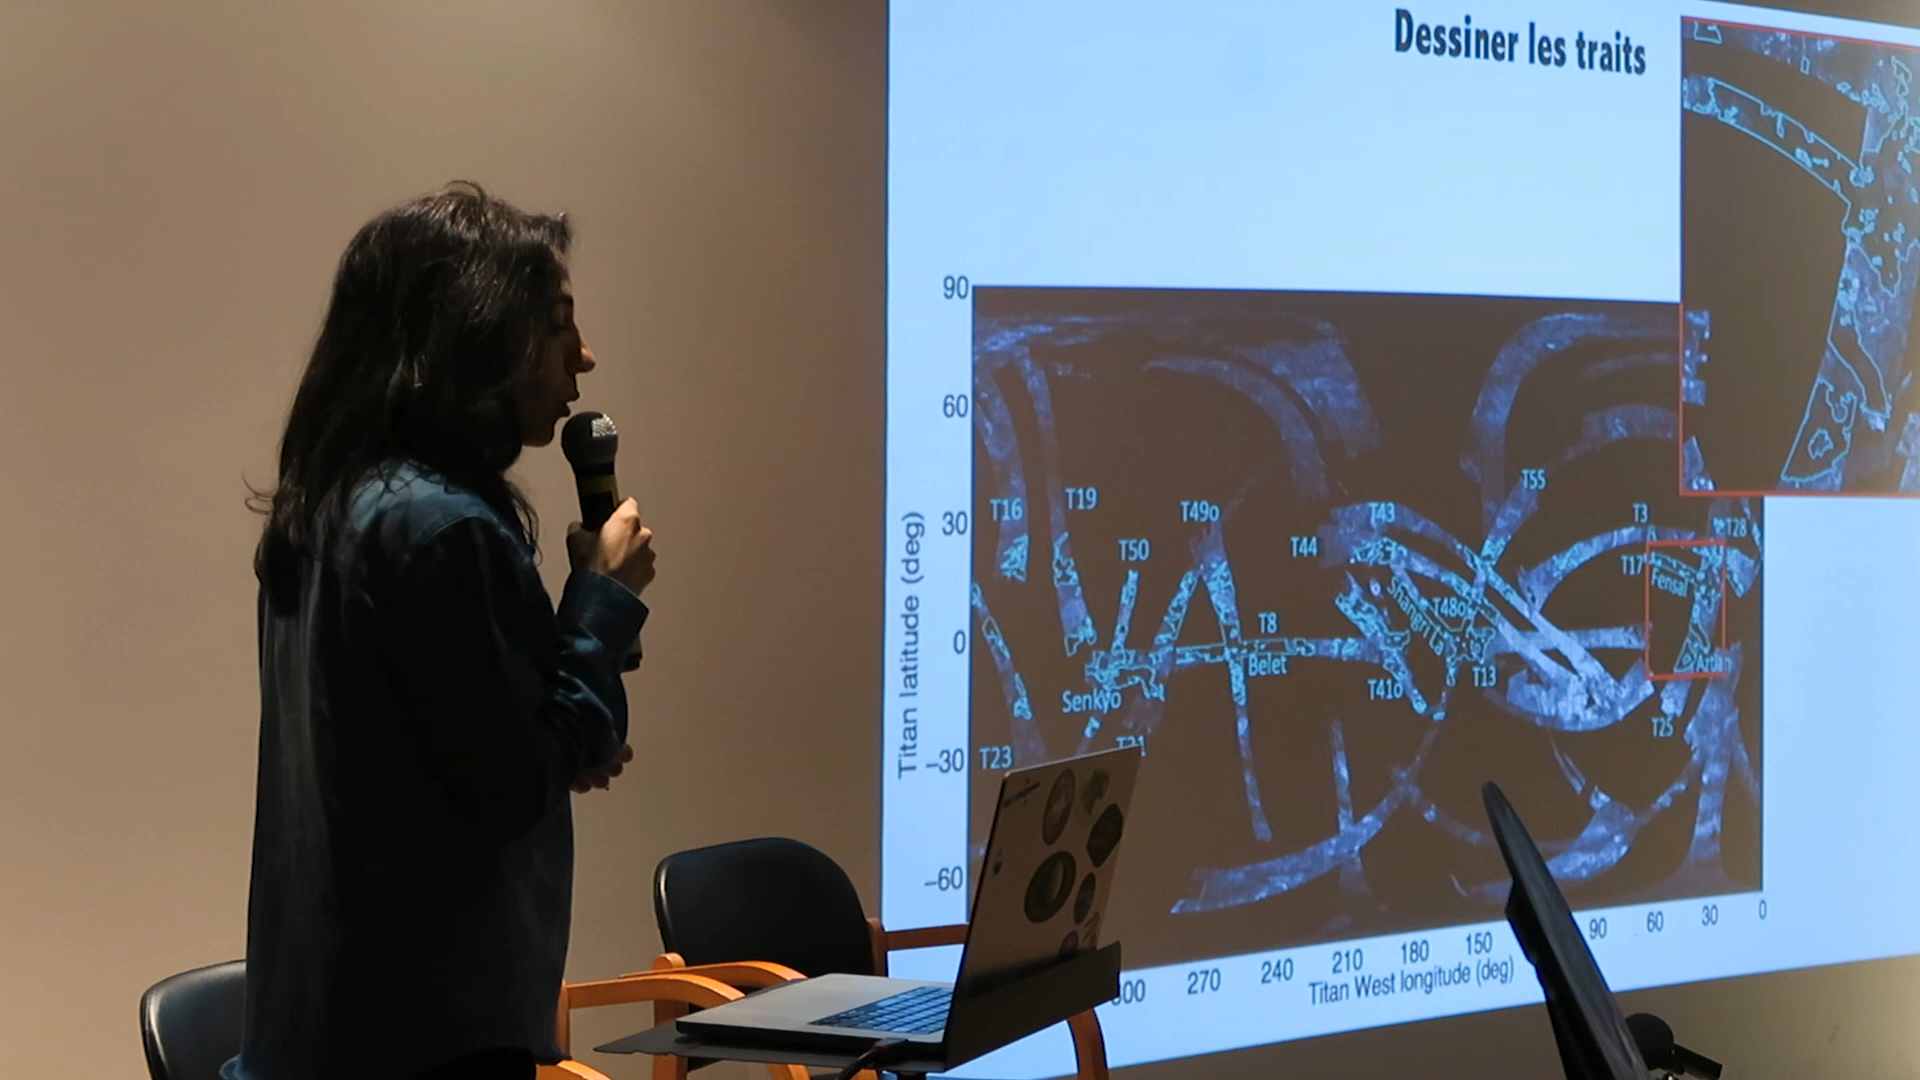 Dessiner les traits
90
60
30
0
−30
−60
Titan latitude (deg)
T16
T19
T49o
T50
T44
T43
T55
T3
T28
T17
Fensal
T48o
Shangri La
T8
Belet
Senkyo
T41o
T13
T25
T23
T21
270
240
210
180
150
90
60
30
0
Titan West longitude (deg)